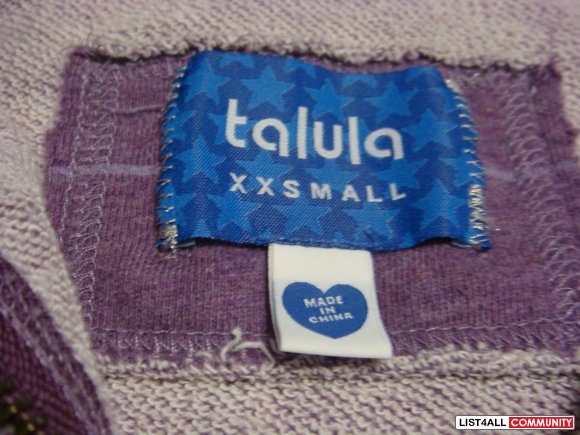 talula
XXSMALL
MADE
IN
CHINA
LIST4ALL COMMUNITY